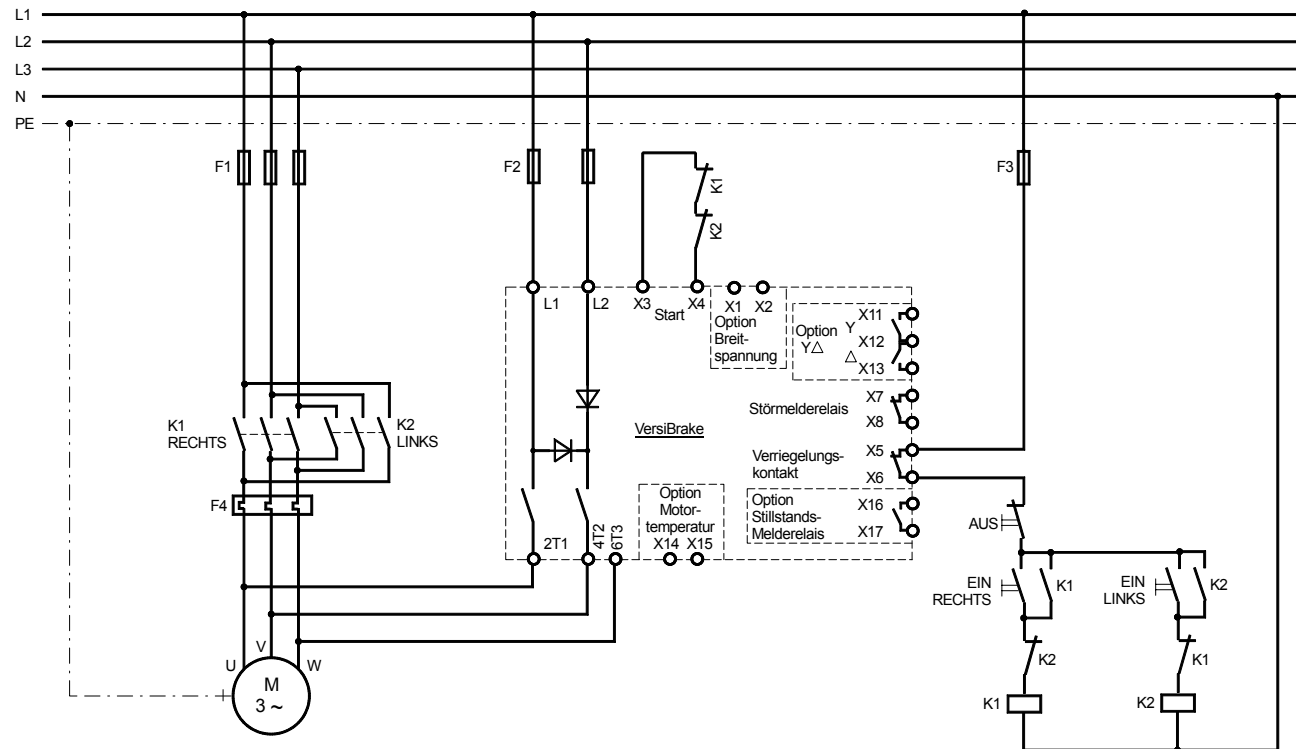 L1
L2
L3
N
PE
F1
F2
F3
K1
K2
L1
L2
X3
X4
Start
X1
X2
Option
Breit-
spannung
Option
Y△
Y
△
X11
X12
X13
X7
X8
Störmelderelais
VersiBrake
X5
X6
Verriegelungs-
kontakt
Option
Stillstands-
Melderelais
X16
X17
Option
Motor-
temperatur
X14
X15
2T1
4T2
6T3
K1
RECHTS
K2
LINKS
F4
U
V
W
M
3 ~
AUS
EIN
RECHTS
K1
EIN
LINKS
K2
K2
K1
K1
K2